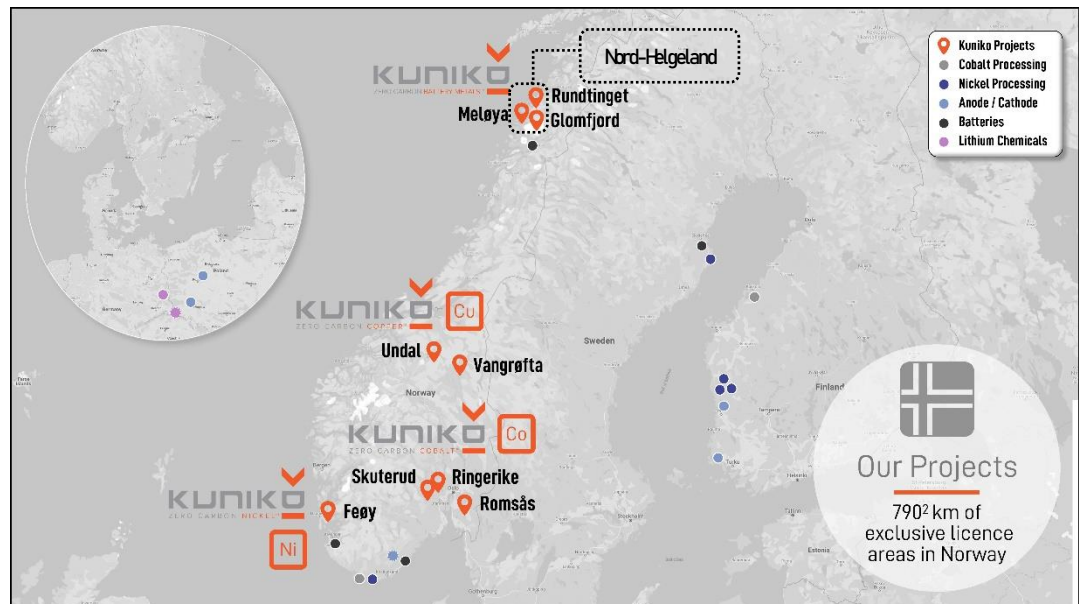 Nord-Helgeland
KUNIKO
ZERO CARBON BATTERY METALS
Rundtinget
Meløya
Glomfjord
Kuniko Projects
Cobalt Processing
Nickel Processing
Anode / Cathode
Batteries
Lithium Chemicals
KUNIKO
ZERO CARBON COPPER
Cu
Undal
Vangrøfta
Sweden
Norway
Finland
KUNIKO
ZERO CARBON COBALT
Co
Skuterud
Ringerike
Romsås
KUNIKO
ZERO CARBON NICKEL
Feøy
Ni
Estonia
Our Projects
790² km of
exclusive licence
areas in Norway